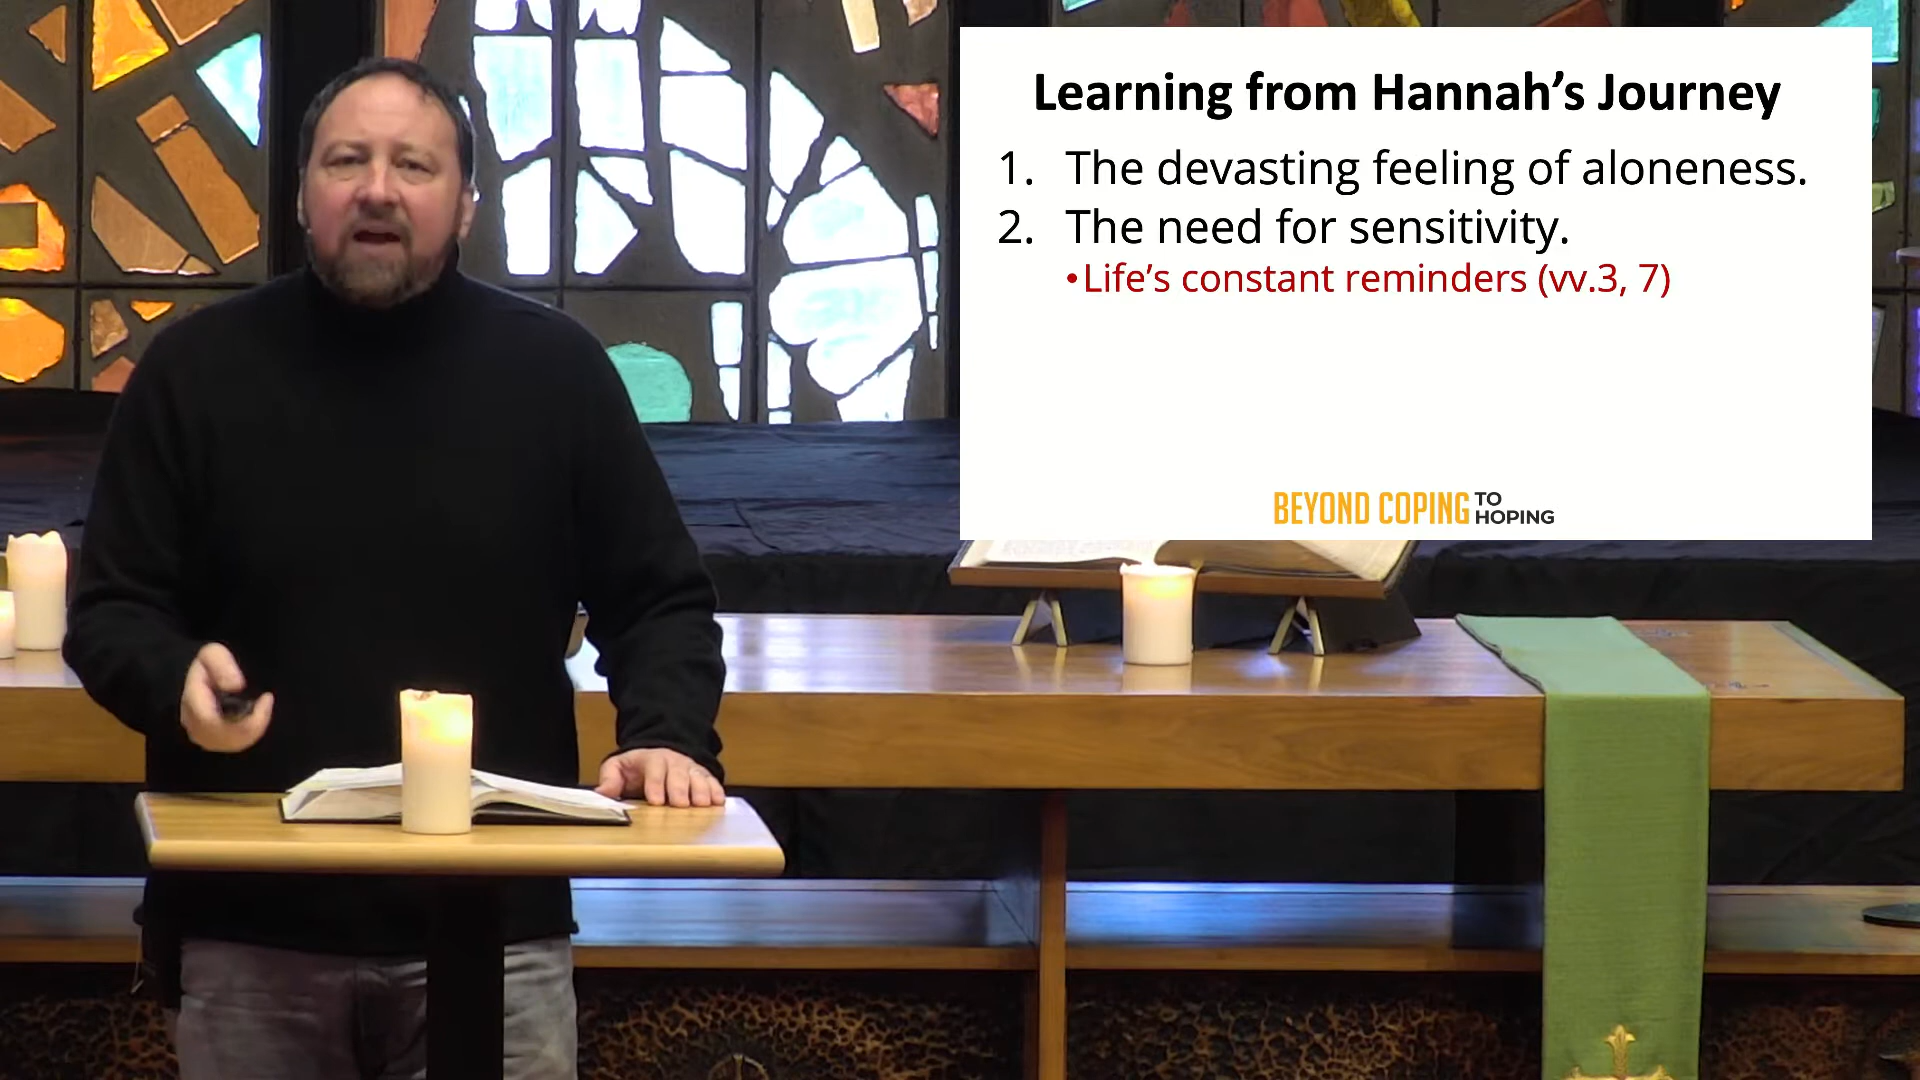 Learning from Hannah’s Journey
1. The devasting feeling of aloneness.
2. The need for sensitivity.
•Life’s constant reminders (vv.3, 7)
BEYOND COPING TO HOPING